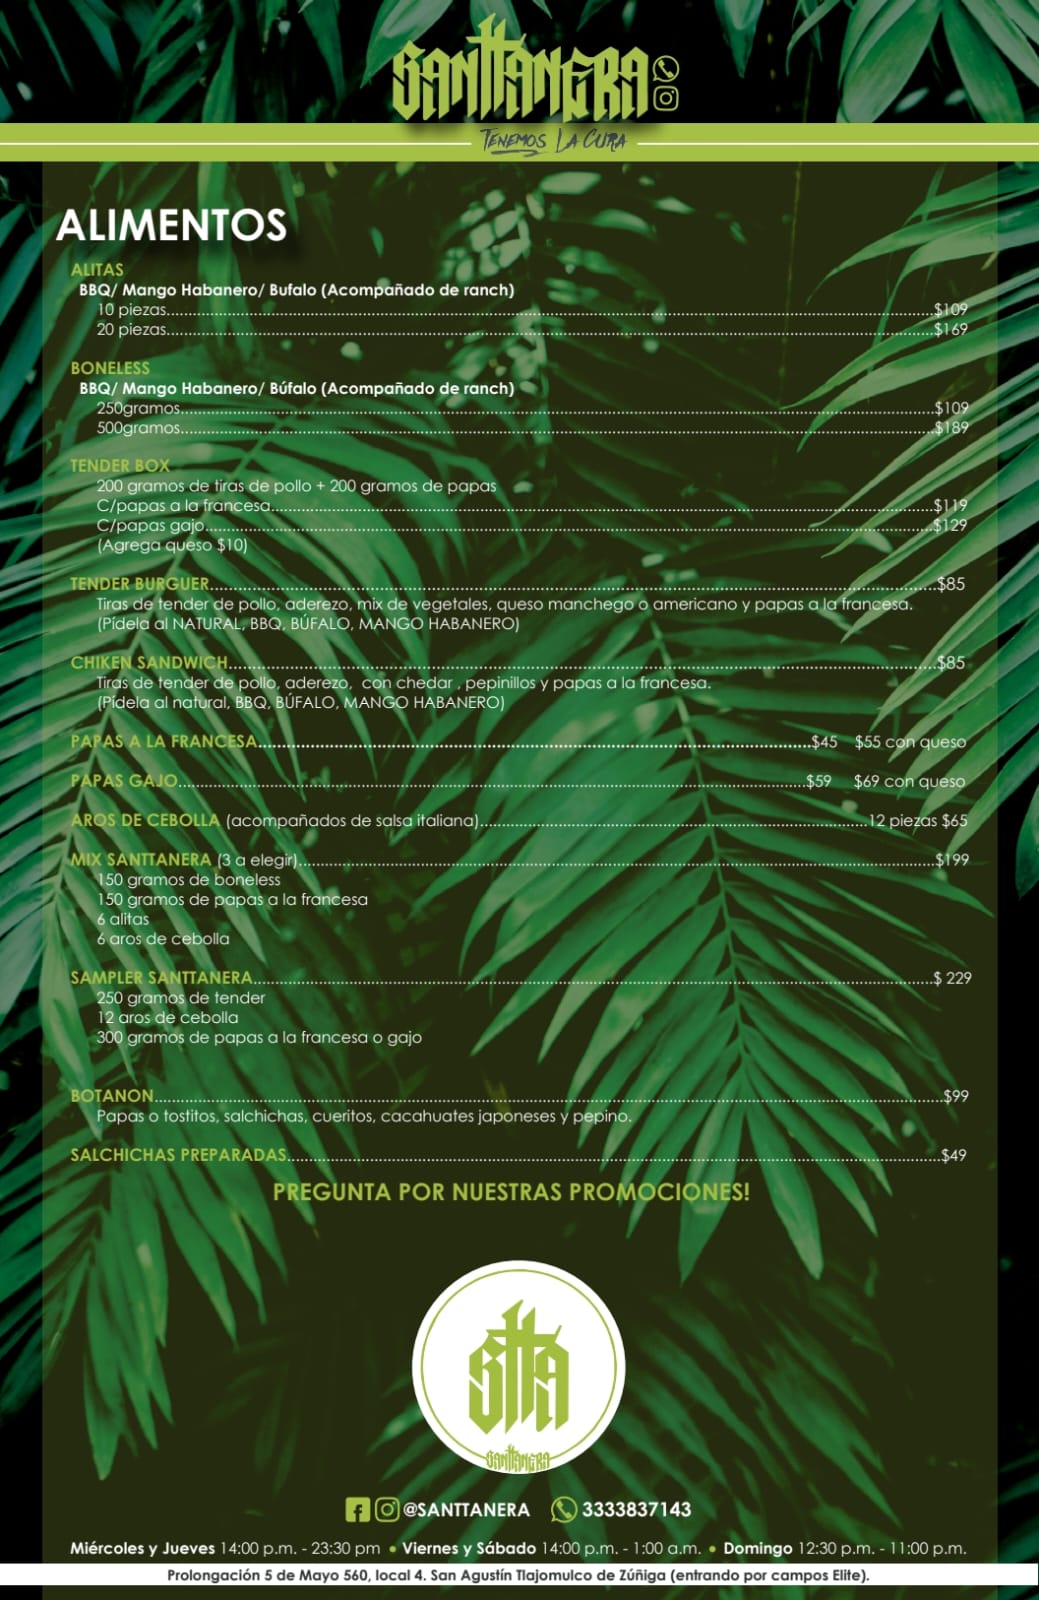 SANTTANERA
TENEMOS LA CURA
ALIMENTOS
ALITAS
BBQ/ Mango Habanero/ Bufalo (Acompañado de ranch)
10 piezas....................$109
20 piezas....................$169
BONELESS
BBQ/ Mango Habanero/ Búfalo (Acompañado de ranch)
250gramos....................$109
500gramos....................$189
TENDER BOX
200 gramos de tiras de pollo + 200 gramos de papas
C/papas a la francesa....................$119
C/papas gajo....................$129
(Agrega queso $10)
TENDER BURGUER....................$85
Tiras de tender de pollo, aderezo, mix de vegetales, queso manchego o americano y papas a la francesa.
(Pídela al NATURAL, BBQ, BÚFALO, MANGO HABANERO)
CHIKEN SANDWICH....................$85
Tiras de tender de pollo, aderezo, con chedar , pepinillos y papas a la francesa.
(Pídela al natural, BBQ, BÚFALO, MANGO HABANERO)
PAPAS A LA FRANCESA....................$45 $55 con queso
PAPAS GAJO....................$59 $69 con queso
AROS DE CEBOLLA (acompañados de salsa italiana)....................12 piezas $65
MIX SANTTANERA (3 a elegir)....................$199
150 gramos de boneless
150 gramos de papas a la francesa
6 alitas
6 aros de cebolla
SAMPLER SANTTANERA....................$ 229
250 gramos de tender
12 aros de cebolla
300 gramos de papas a la francesa o gajo
BOTANON....................$99
Papas o tostitos, salchichas, cueritos, cacahuates japoneses y pepino.
SALCHICHAS PREPARADAS....................$49
PREGUNTA POR NUESTRAS PROMOCIONES!
STTA
SANTTANERA
@SANTTANERA 3333837143
Miércoles y Jueves 14:00 p.m. - 23:30 pm • Viernes y Sábado 14:00 p.m. - 1:00 a.m. • Domingo 12:30 p.m. - 11:00 p.m.
Prolongación 5 de Mayo 560, local 4. San Agustín Tlajomulco de Zúñiga (entrando por campos Elite).